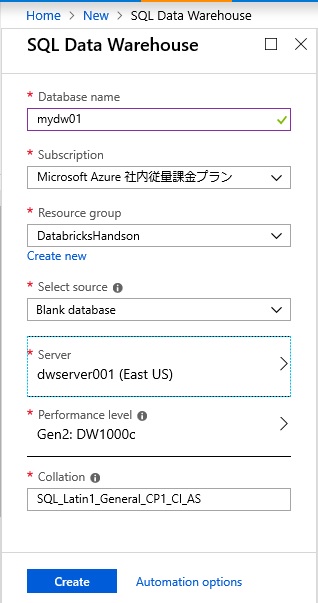 Home > New > SQL Data Warehouse
SQL Data Warehouse
* Database name
mydw01
* Subscription
Microsoft Azure 社内従量課金プラン
* Resource group
DatabricksHandson
Create new
* Select source
Blank database
* Server
dwserver001 (East US)
* Performance level
Gen2: DW1000c
* Collation
SQL_Latin1_General_CP1_CI_AS
Create Automation options